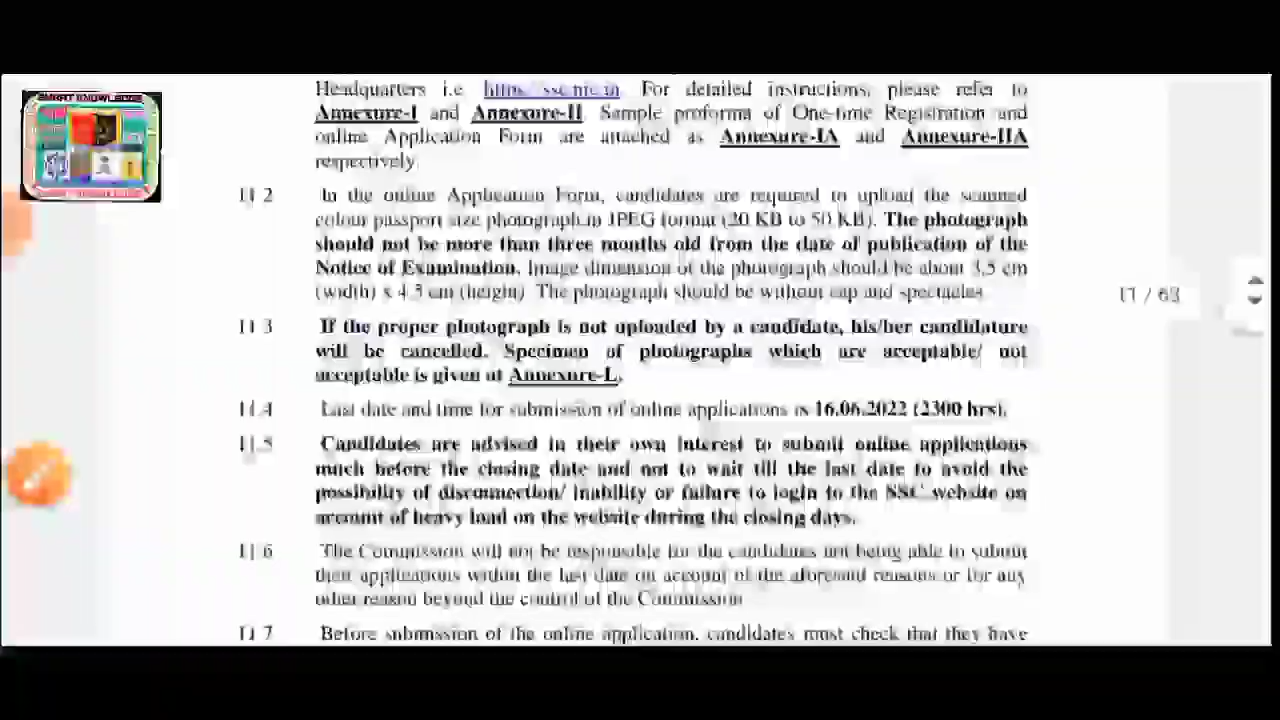 SMART KNOWLEDGE
Headquarters i.e. https://ssc.nic.in. For detailed instructions, please refer to
Annexure-I and Annexure-II. Sample proforma of One-time Registration and
online Application Form are attached as Annexure-IA and Annexure-IIA
respectively.
11.2 In the online Application Form, candidates are required to upload the scanned
colour passport size photograph in JPEG format (20 KB to 50 KB). The photograph
should not be more than three months old from the date of publication of the
Notice of Examination. Image dimension of the photograph should be about 3.5 cm
(width) x 4.5 cm (height). The photograph should be without cap and spectacles.
11 / 63
11.3 If the proper photograph is not uploaded by a candidate, his/her candidature
will be cancelled. Specimen of photographs which are acceptable/ not
acceptable is given at Annexure-I.
11.4 Last date and time for submission of online applications is 16.06.2022 (2300 hrs).
11.5 Candidates are advised in their own interest to submit online applications
much before the closing date and not to wait till the last date to avoid the
possibility of disconnection/ inability or failure to login to the SSC website on
account of heavy load on the website during the closing days.
11.6 The Commission will not be responsible for the candidates not being able to submit
their applications within the last date on account of the aforesaid reasons or for any
other reason beyond the control of the Commission.
11.7 Before submission of the online application, candidates must check that they have